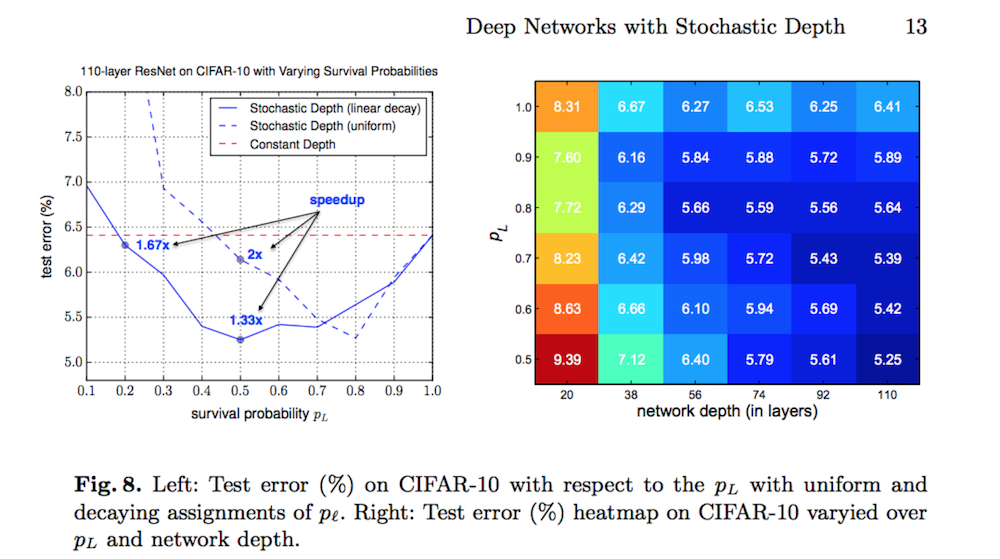 Deep Networks with Stochastic Depth 13
110-layer ResNet on CIFAR-10 with Varying Survival Probabilities
8.0
7.5
7.0
6.5
6.0
5.5
5.0
test error (%)
Stochastic Depth (linear decay)
Stochastic Depth (uniform)
Constant Depth
speedup
1.67x
2x
1.33x
0.1 0.2 0.3 0.4 0.5 0.6 0.7 0.8 0.9 1.0
survival probability pL
pL
1.0 8.31 6.67 6.27 6.53 6.25 6.41
0.9 7.60 6.16 5.84 5.88 5.72 5.89
0.8 7.72 6.29 5.66 5.59 5.56 5.64
0.7 8.23 6.42 5.98 5.72 5.43 5.39
0.6 8.63 6.66 6.10 5.94 5.69 5.42
0.5 9.39 7.12 6.40 5.79 5.61 5.25
20 38 56 74 92 110
network depth (in layers)
Fig. 8. Left: Test error (%) on CIFAR-10 with respect to the pL with uniform and
decaying assignments of pℓ. Right: Test error (%) heatmap on CIFAR-10 varyied over
pL and network depth.